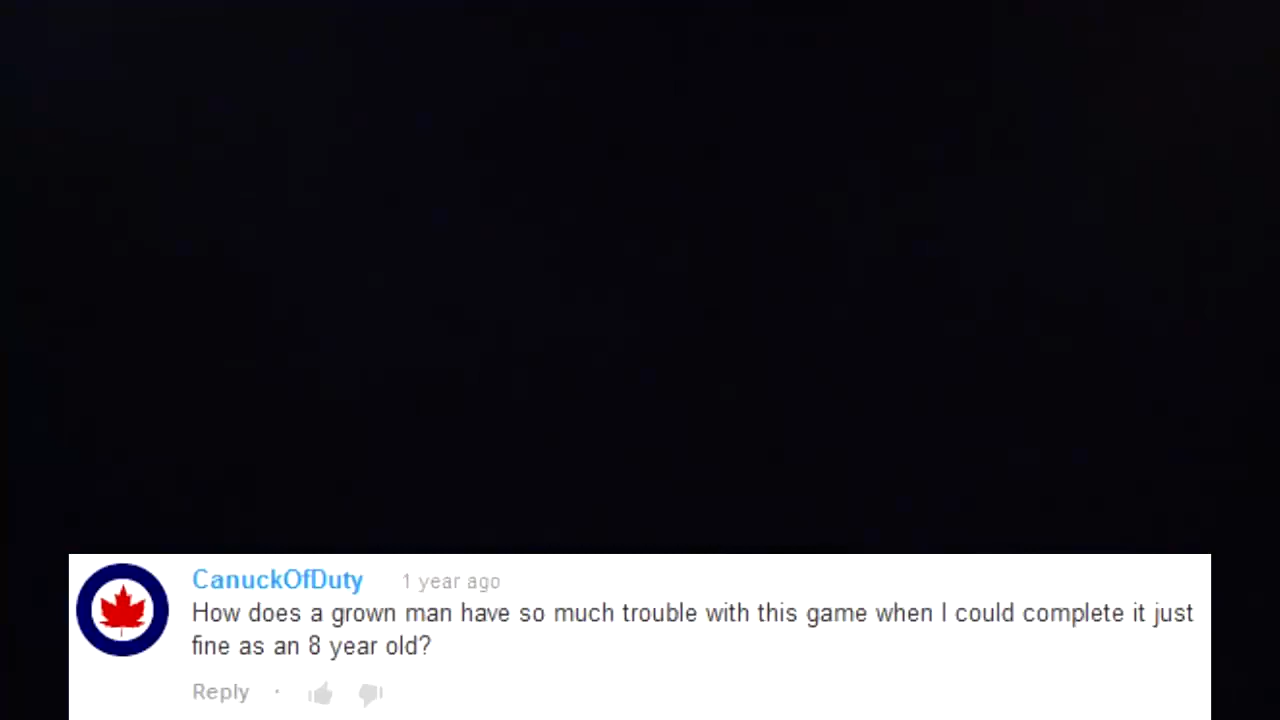 CanuckOfDuty 1 year ago
How does a grown man have so much trouble with this game when I could complete it just
fine as an 8 year old?
Reply ·